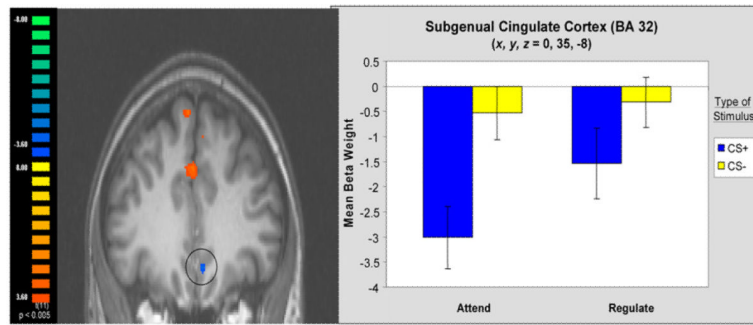 -8.00
-3.60
8.00
3.60
t(11)
p < 0.005
Subgenual Cingulate Cortex (BA 32)
(x, y, z = 0, 35, -8)
Mean Beta Weight
0.5
0
-0.5
-1
-1.5
-2
-2.5
-3
-3.5
-4
Attend
Regulate
Type of
Stimulus
CS+
CS-